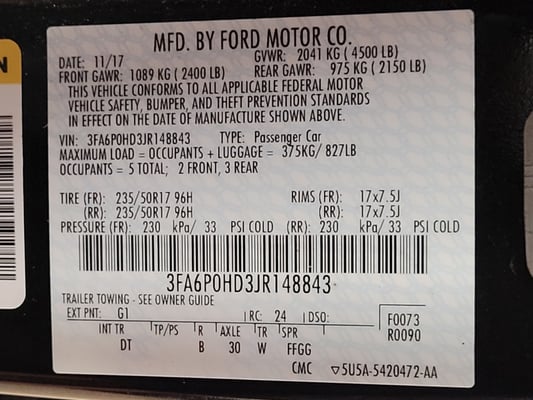 MFD. BY FORD MOTOR CO.
DATE: 11/17 GVWR: 2041 KG ( 4500 LB)
FRONT GAWR: 1089 KG ( 2400 LB) REAR GAWR: 975 KG ( 2150 LB)
THIS VEHICLE CONFORMS TO ALL APPLICABLE FEDERAL MOTOR
VEHICLE SAFETY, BUMPER, AND THEFT PREVENTION STANDARDS
IN EFFECT ON THE DATE OF MANUFACTURE SHOWN ABOVE.
VIN: 3FA6P0HD3JR148843 TYPE: Passenger Car
MAXIMUM LOAD = OCCUPANTS + LUGGAGE = 375KG/ 827LB
OCCUPANTS = 5 TOTAL; 2 FRONT, 3 REAR
TIRE (FR): 235/50R17 96H RIMS (FR): 17x7.5J
(RR): 235/50R17 96H (RR): 17x7.5J
PRESSURE (FR): 230 kPa/ 33 PSI COLD (RR): 230 kPa/ 33 PSI COLD
3FA6P0HD3JR148843
TRAILER TOWING - SEE OWNER GUIDE
EXT PNT: G1 RC: 24 DSO: F0073
R0090
INT TR TP/PS R AXLE TR SPR
DT B 30 W FFGG
CMC ▽5U5A-5420472-AA
N